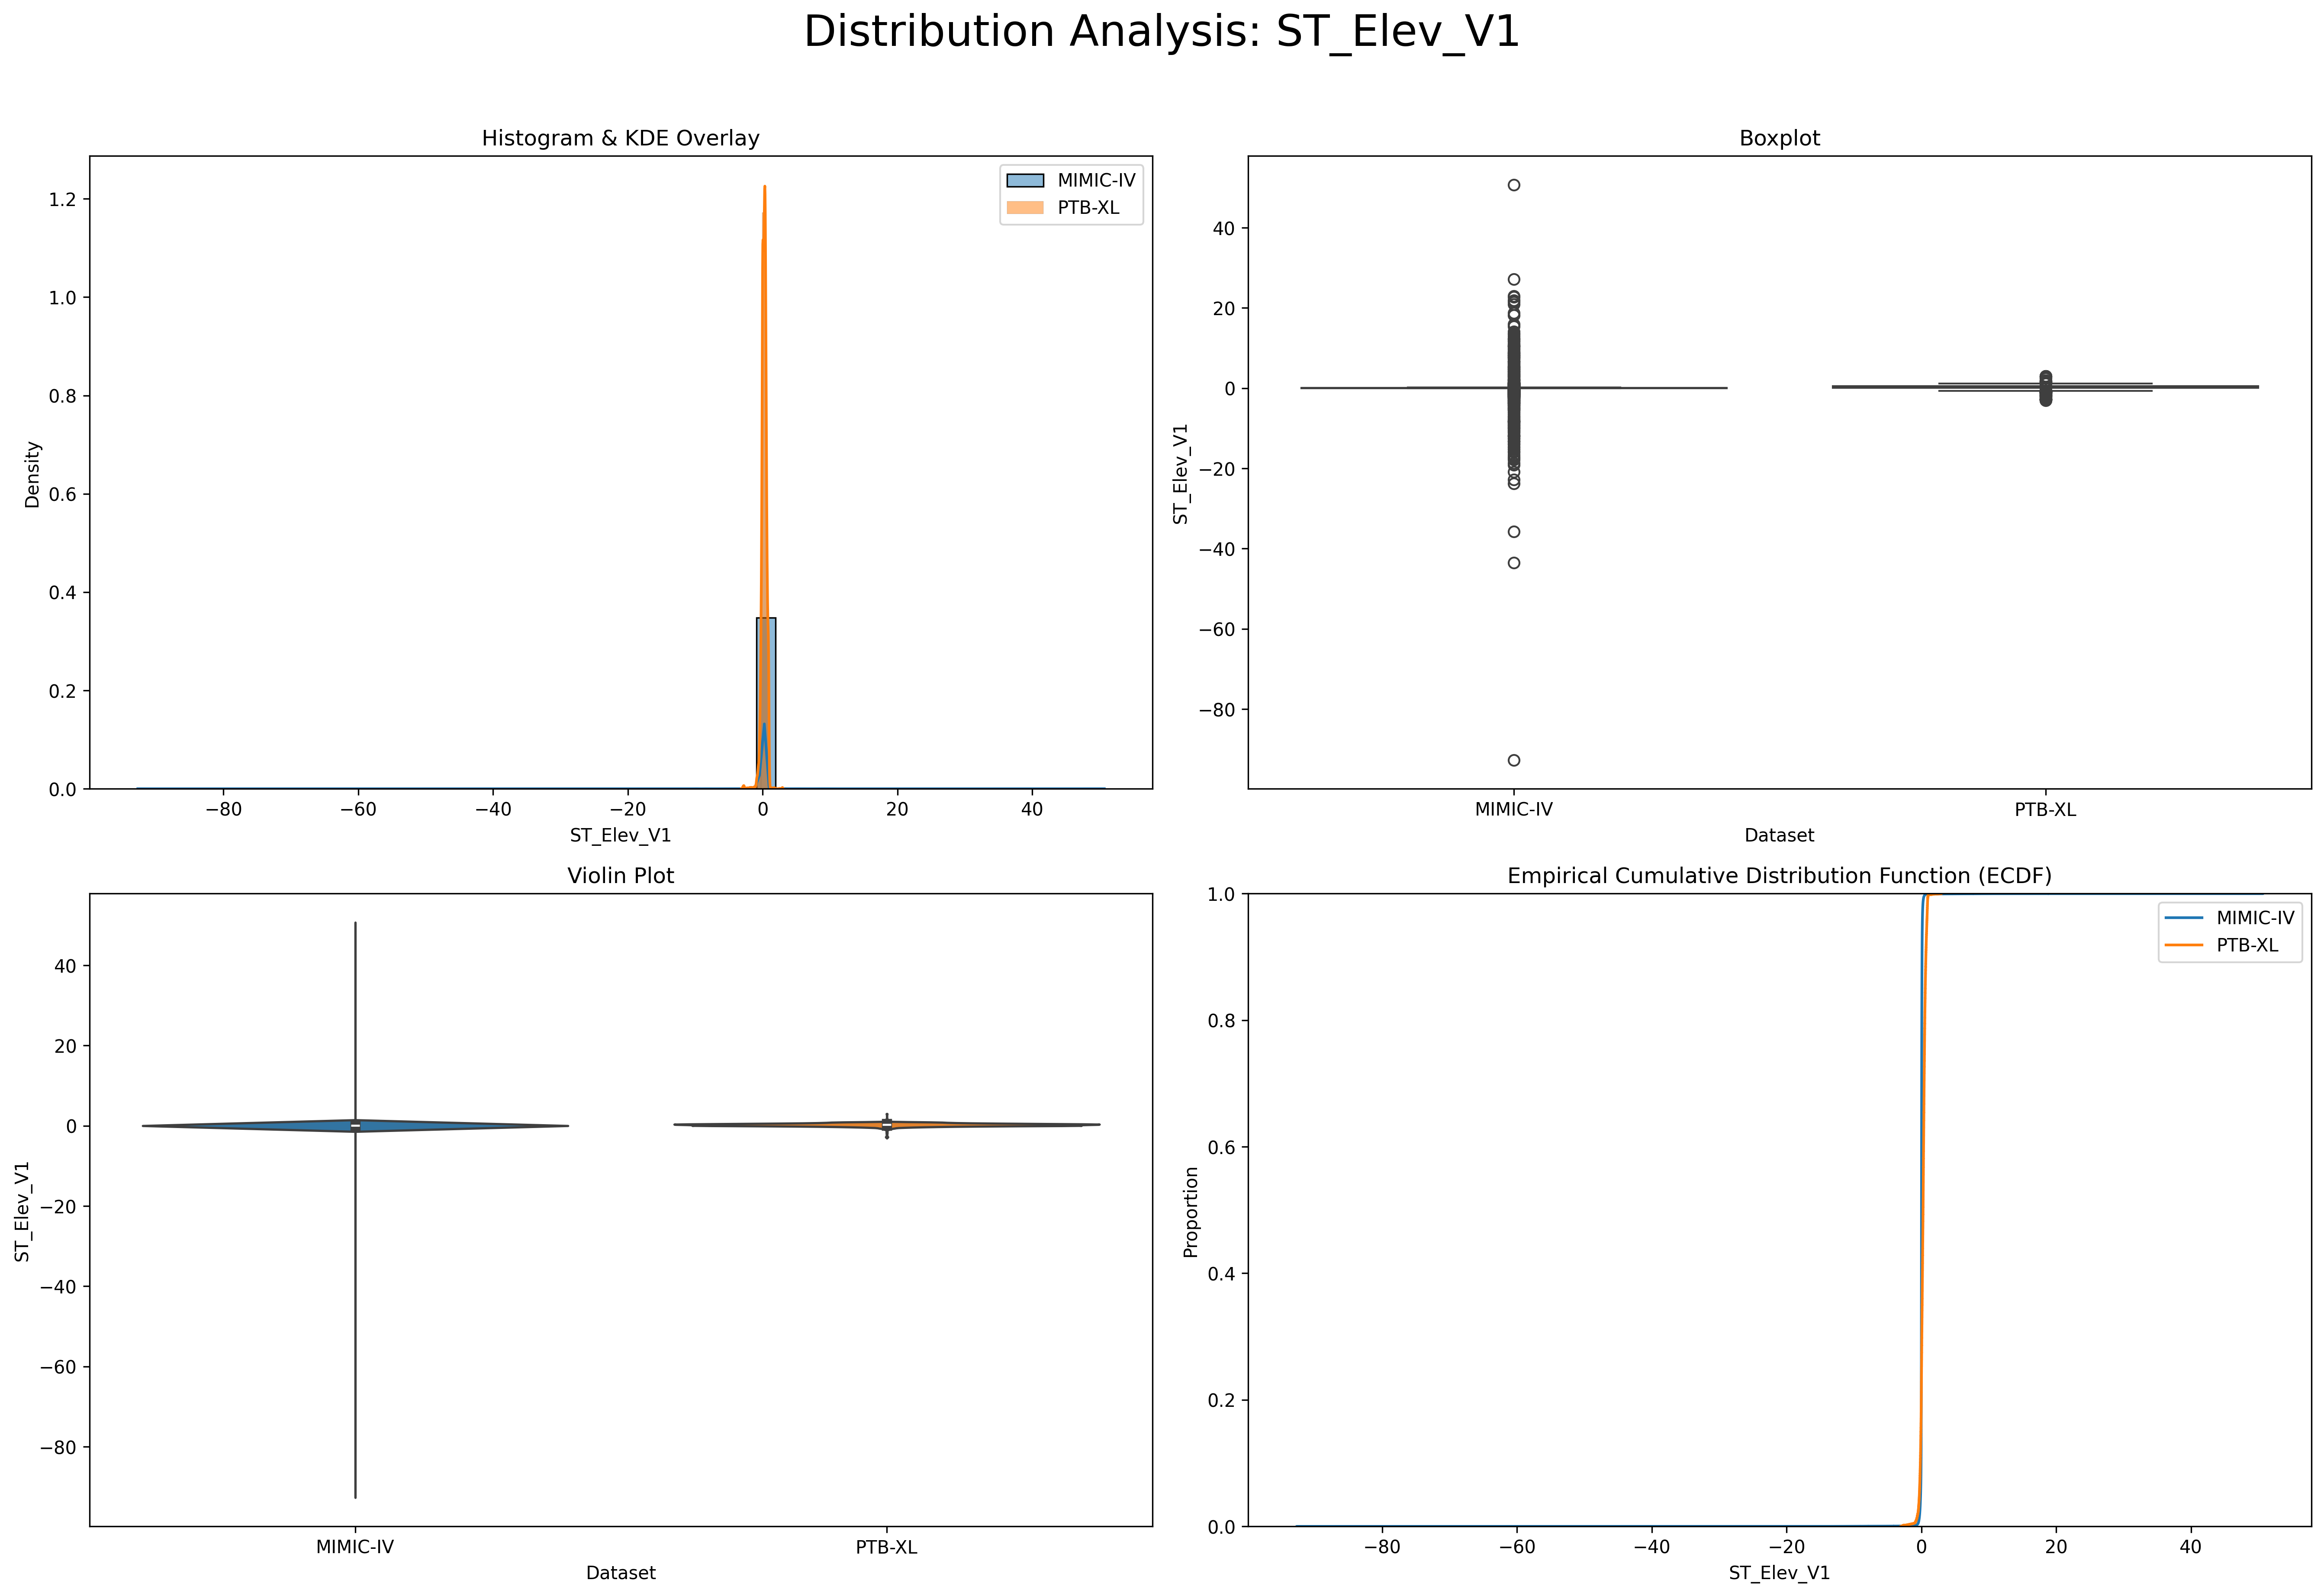 Distribution Analysis: ST_Elev_V1
Histogram & KDE Overlay
MIMIC-IV
PTB-XL
1.2
1.0
0.8
0.6
0.4
0.2
0.0
Density
−80
−60
−40
−20
0
20
40
ST_Elev_V1
Boxplot
40
20
0
−20
−40
−60
−80
ST_Elev_V1
MIMIC-IV
PTB-XL
Dataset
Violin Plot
40
20
0
−20
−40
−60
−80
ST_Elev_V1
MIMIC-IV
PTB-XL
Dataset
Empirical Cumulative Distribution Function (ECDF)
MIMIC-IV
PTB-XL
1.0
0.8
0.6
0.4
0.2
0.0
Proportion
−80
−60
−40
−20
0
20
40
ST_Elev_V1